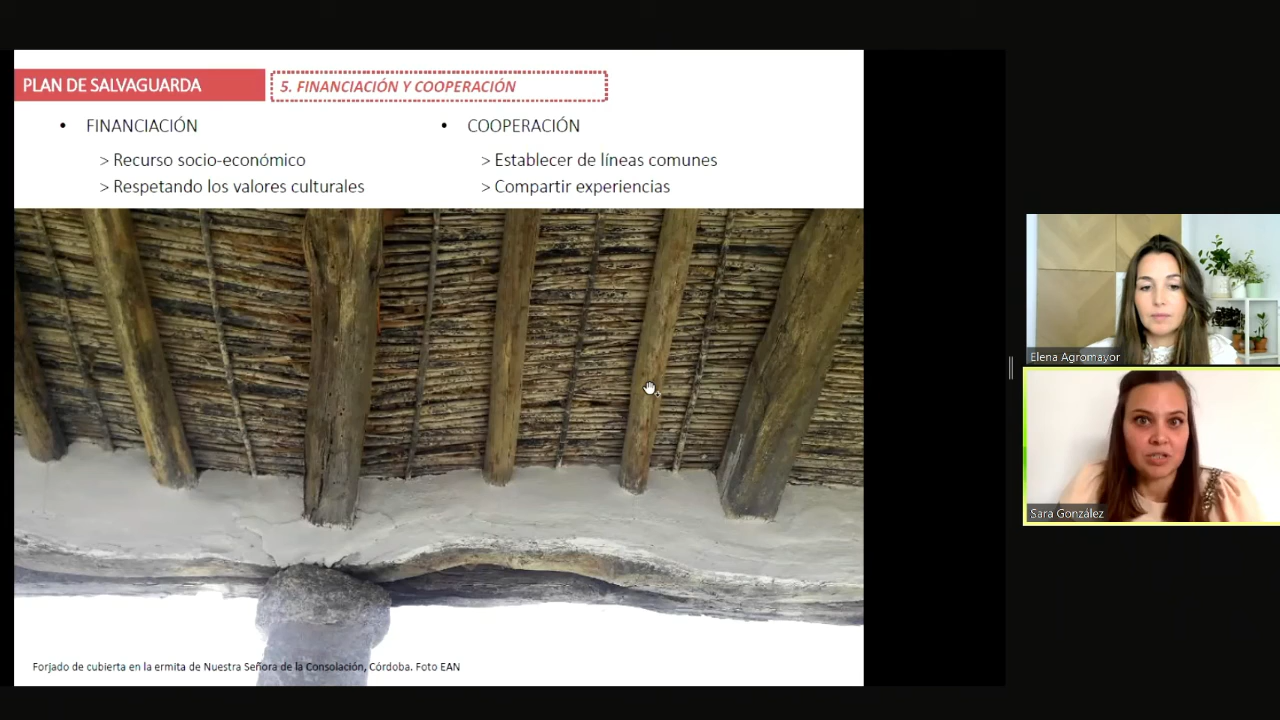 PLAN DE SALVAGUARDA
5. FINANCIACIÓN Y COOPERACIÓN
• FINANCIACIÓN
> Recurso socio-económico
> Respetando los valores culturales
• COOPERACIÓN
> Establecer de líneas comunes
> Compartir experiencias
Forjado de cubierta en la ermita de Nuestra Señora de la Consolación, Córdoba. Foto EAN
Elena Agromayor
Sara González